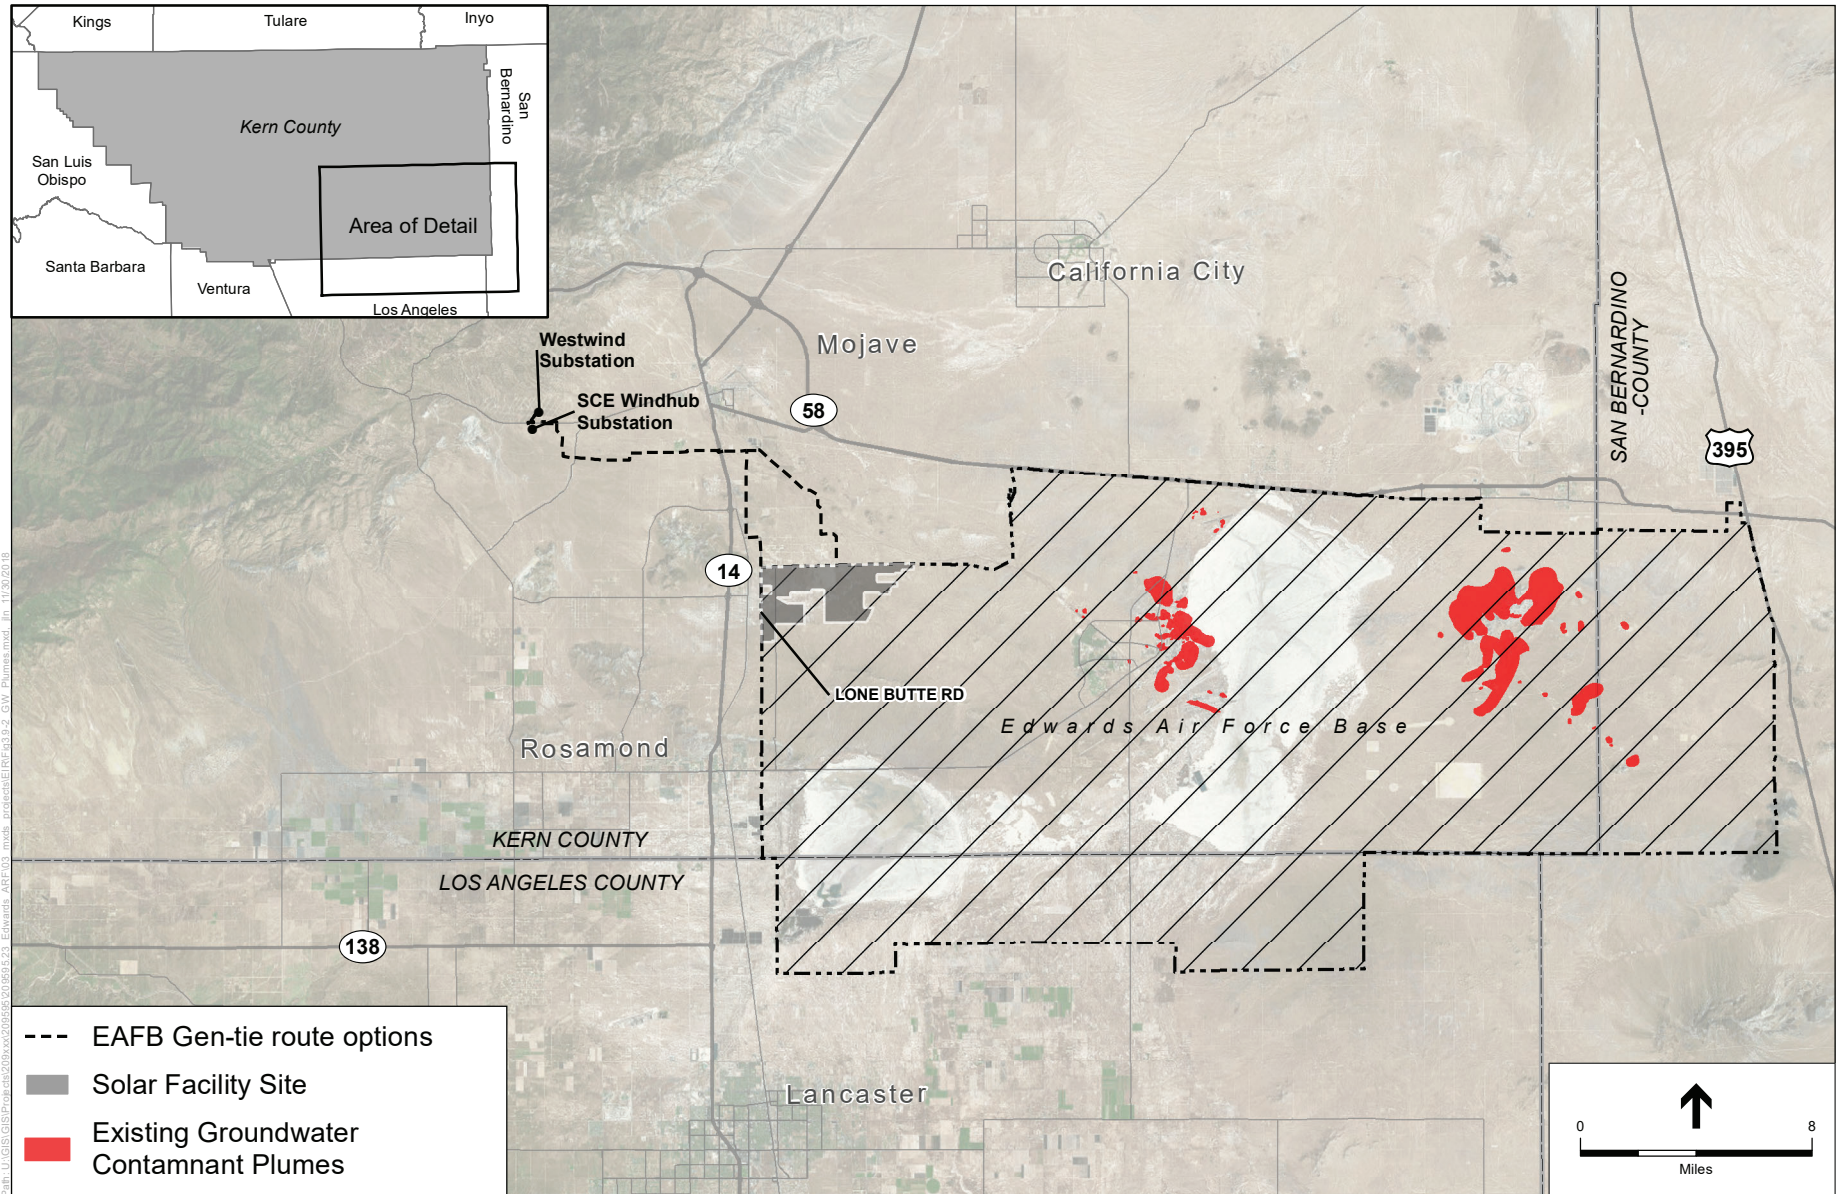 Kings
Tulare
Inyo
San
Bernardino
Kern County
San Luis
Obispo
Area of Detail
Santa Barbara
Ventura
Los Angeles
California City
Mojave
Westwind
Substation
SCE Windhub
Substation
58
SAN BERNARDINO
-COUNTY
395
14
LONE BUTTE RD
Edwards Air Force Base
Rosamond
KERN COUNTY
LOS ANGELES COUNTY
138
Lancaster
EAFB Gen-tie route options
Solar Facility Site
Existing Groundwater
Contamnant Plumes
0 8
Miles